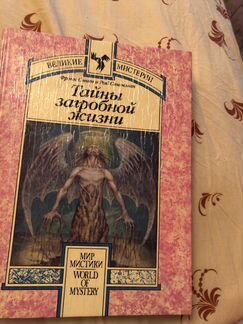 ВЕЛИКИЕ МИСТЕРИИ
Тайны
загробной
жизни
МИР
МИСТИКИ
WORLD
OF
MYSTERY